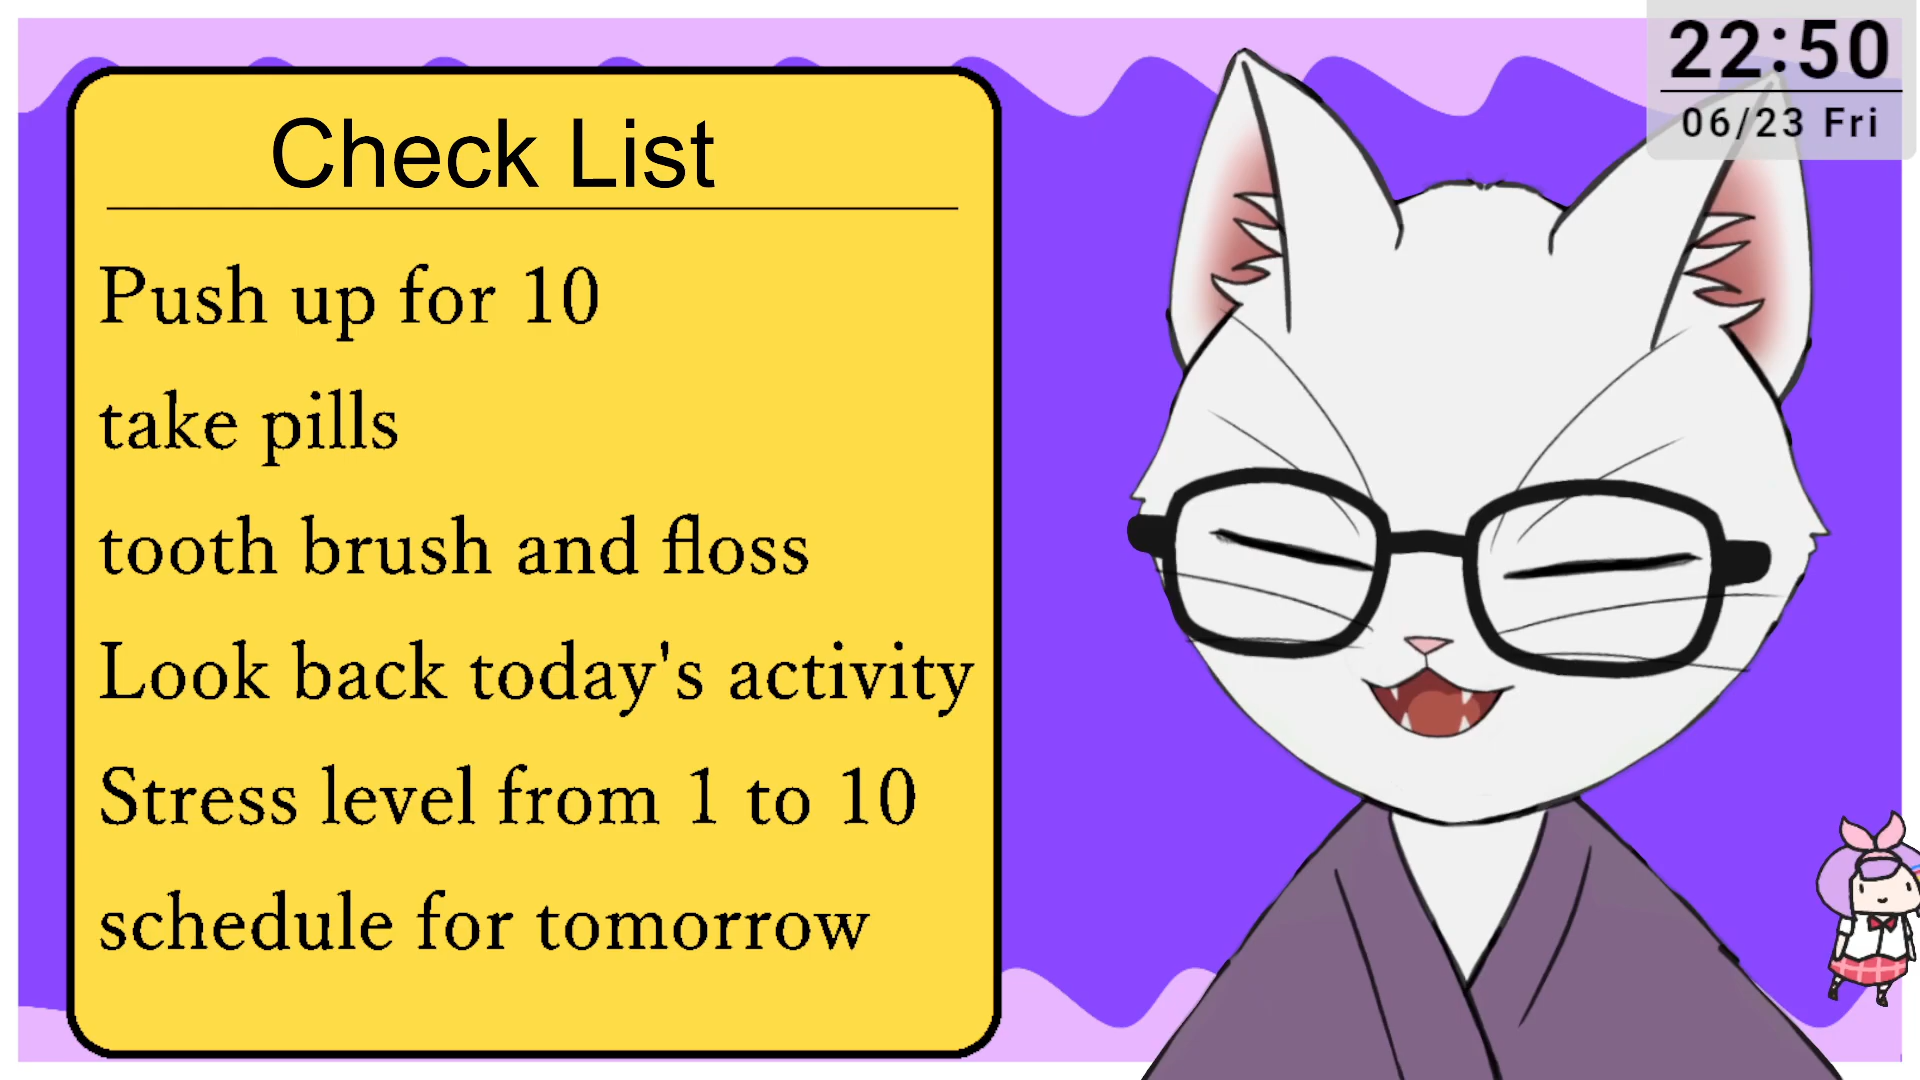 22:50
06/23 Fri
Check List
Push up for 10
take pills
tooth brush and floss
Look back today's activity
Stress level from 1 to 10
schedule for tomorrow